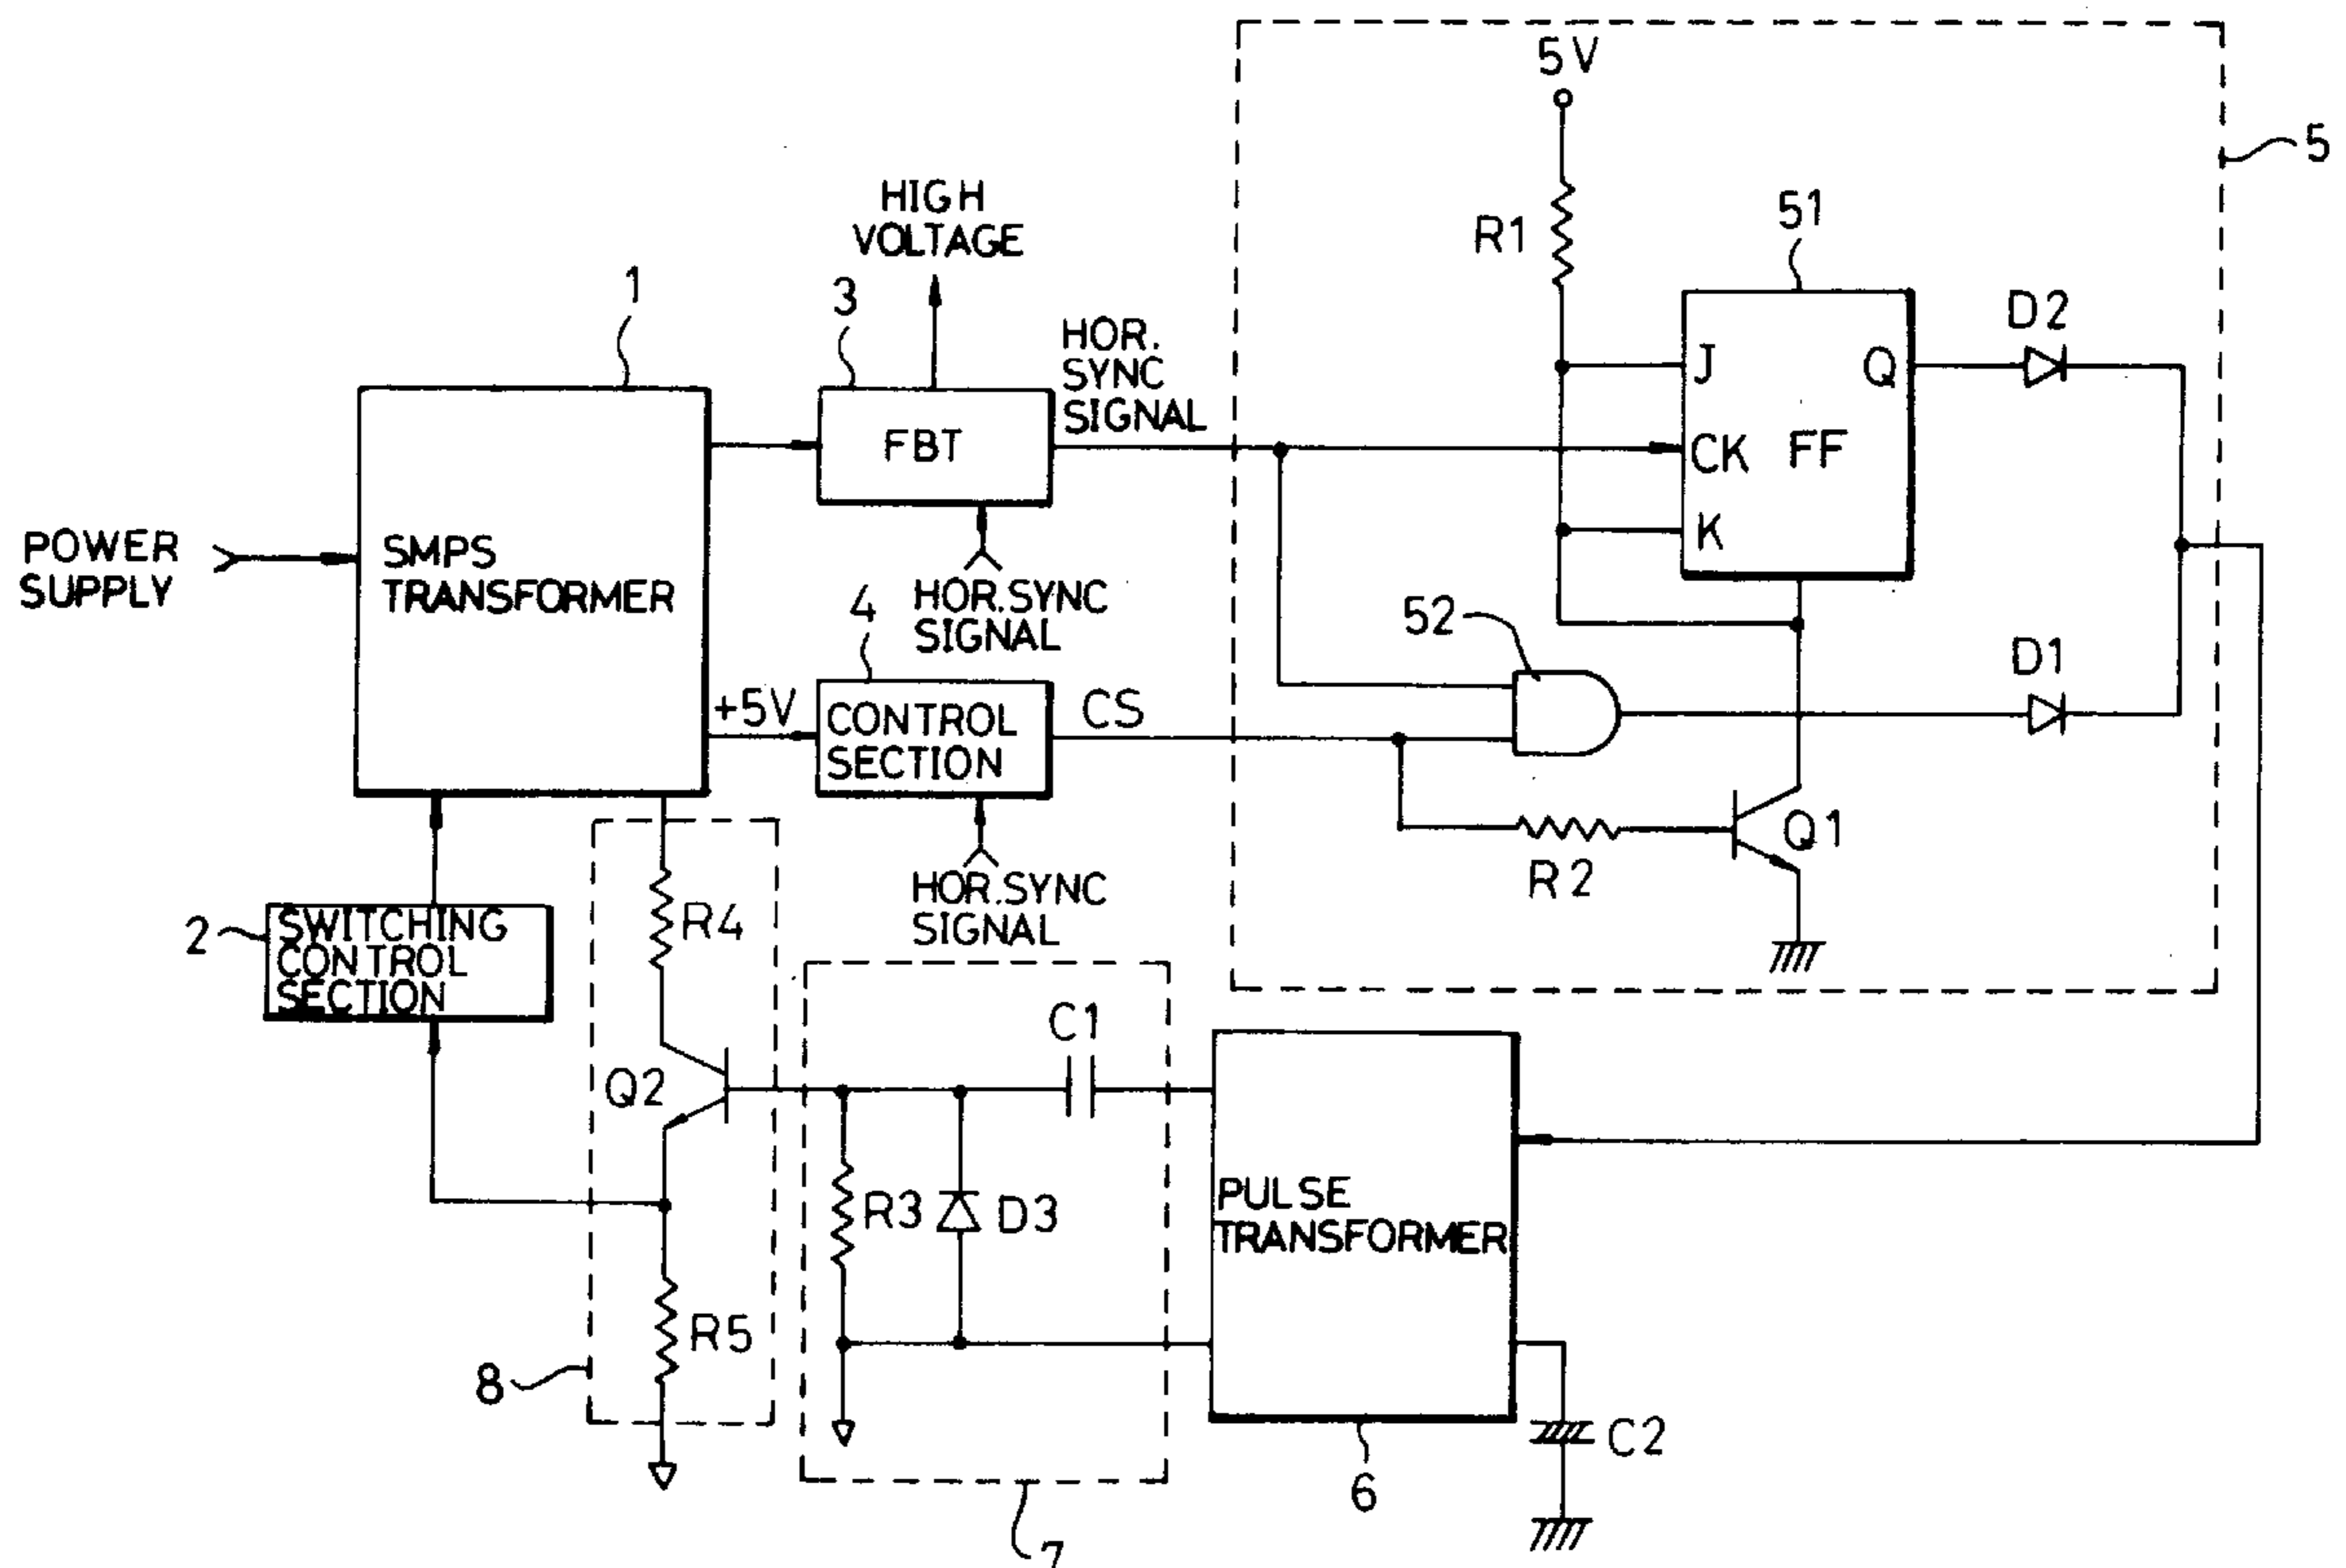 5V
5
R1
51
HIGH
VOLTAGE
1
3
HOR.
SYNC
SIGNAL
D2
J
Q
FBT
CK
FF
K
POWER
SUPPLY
SMPS
TRANSFORMER
HOR.SYNC
SIGNAL
4
52
D1
+5V
CONTROL
SECTION
CS
Q1
R2
HOR.SYNC
SIGNAL
2
SWITCHING
CONTROL
SECTION
R4
C1
Q2
R3
D3
PULSE
TRANSFORMER
R5
8
C2
6
7